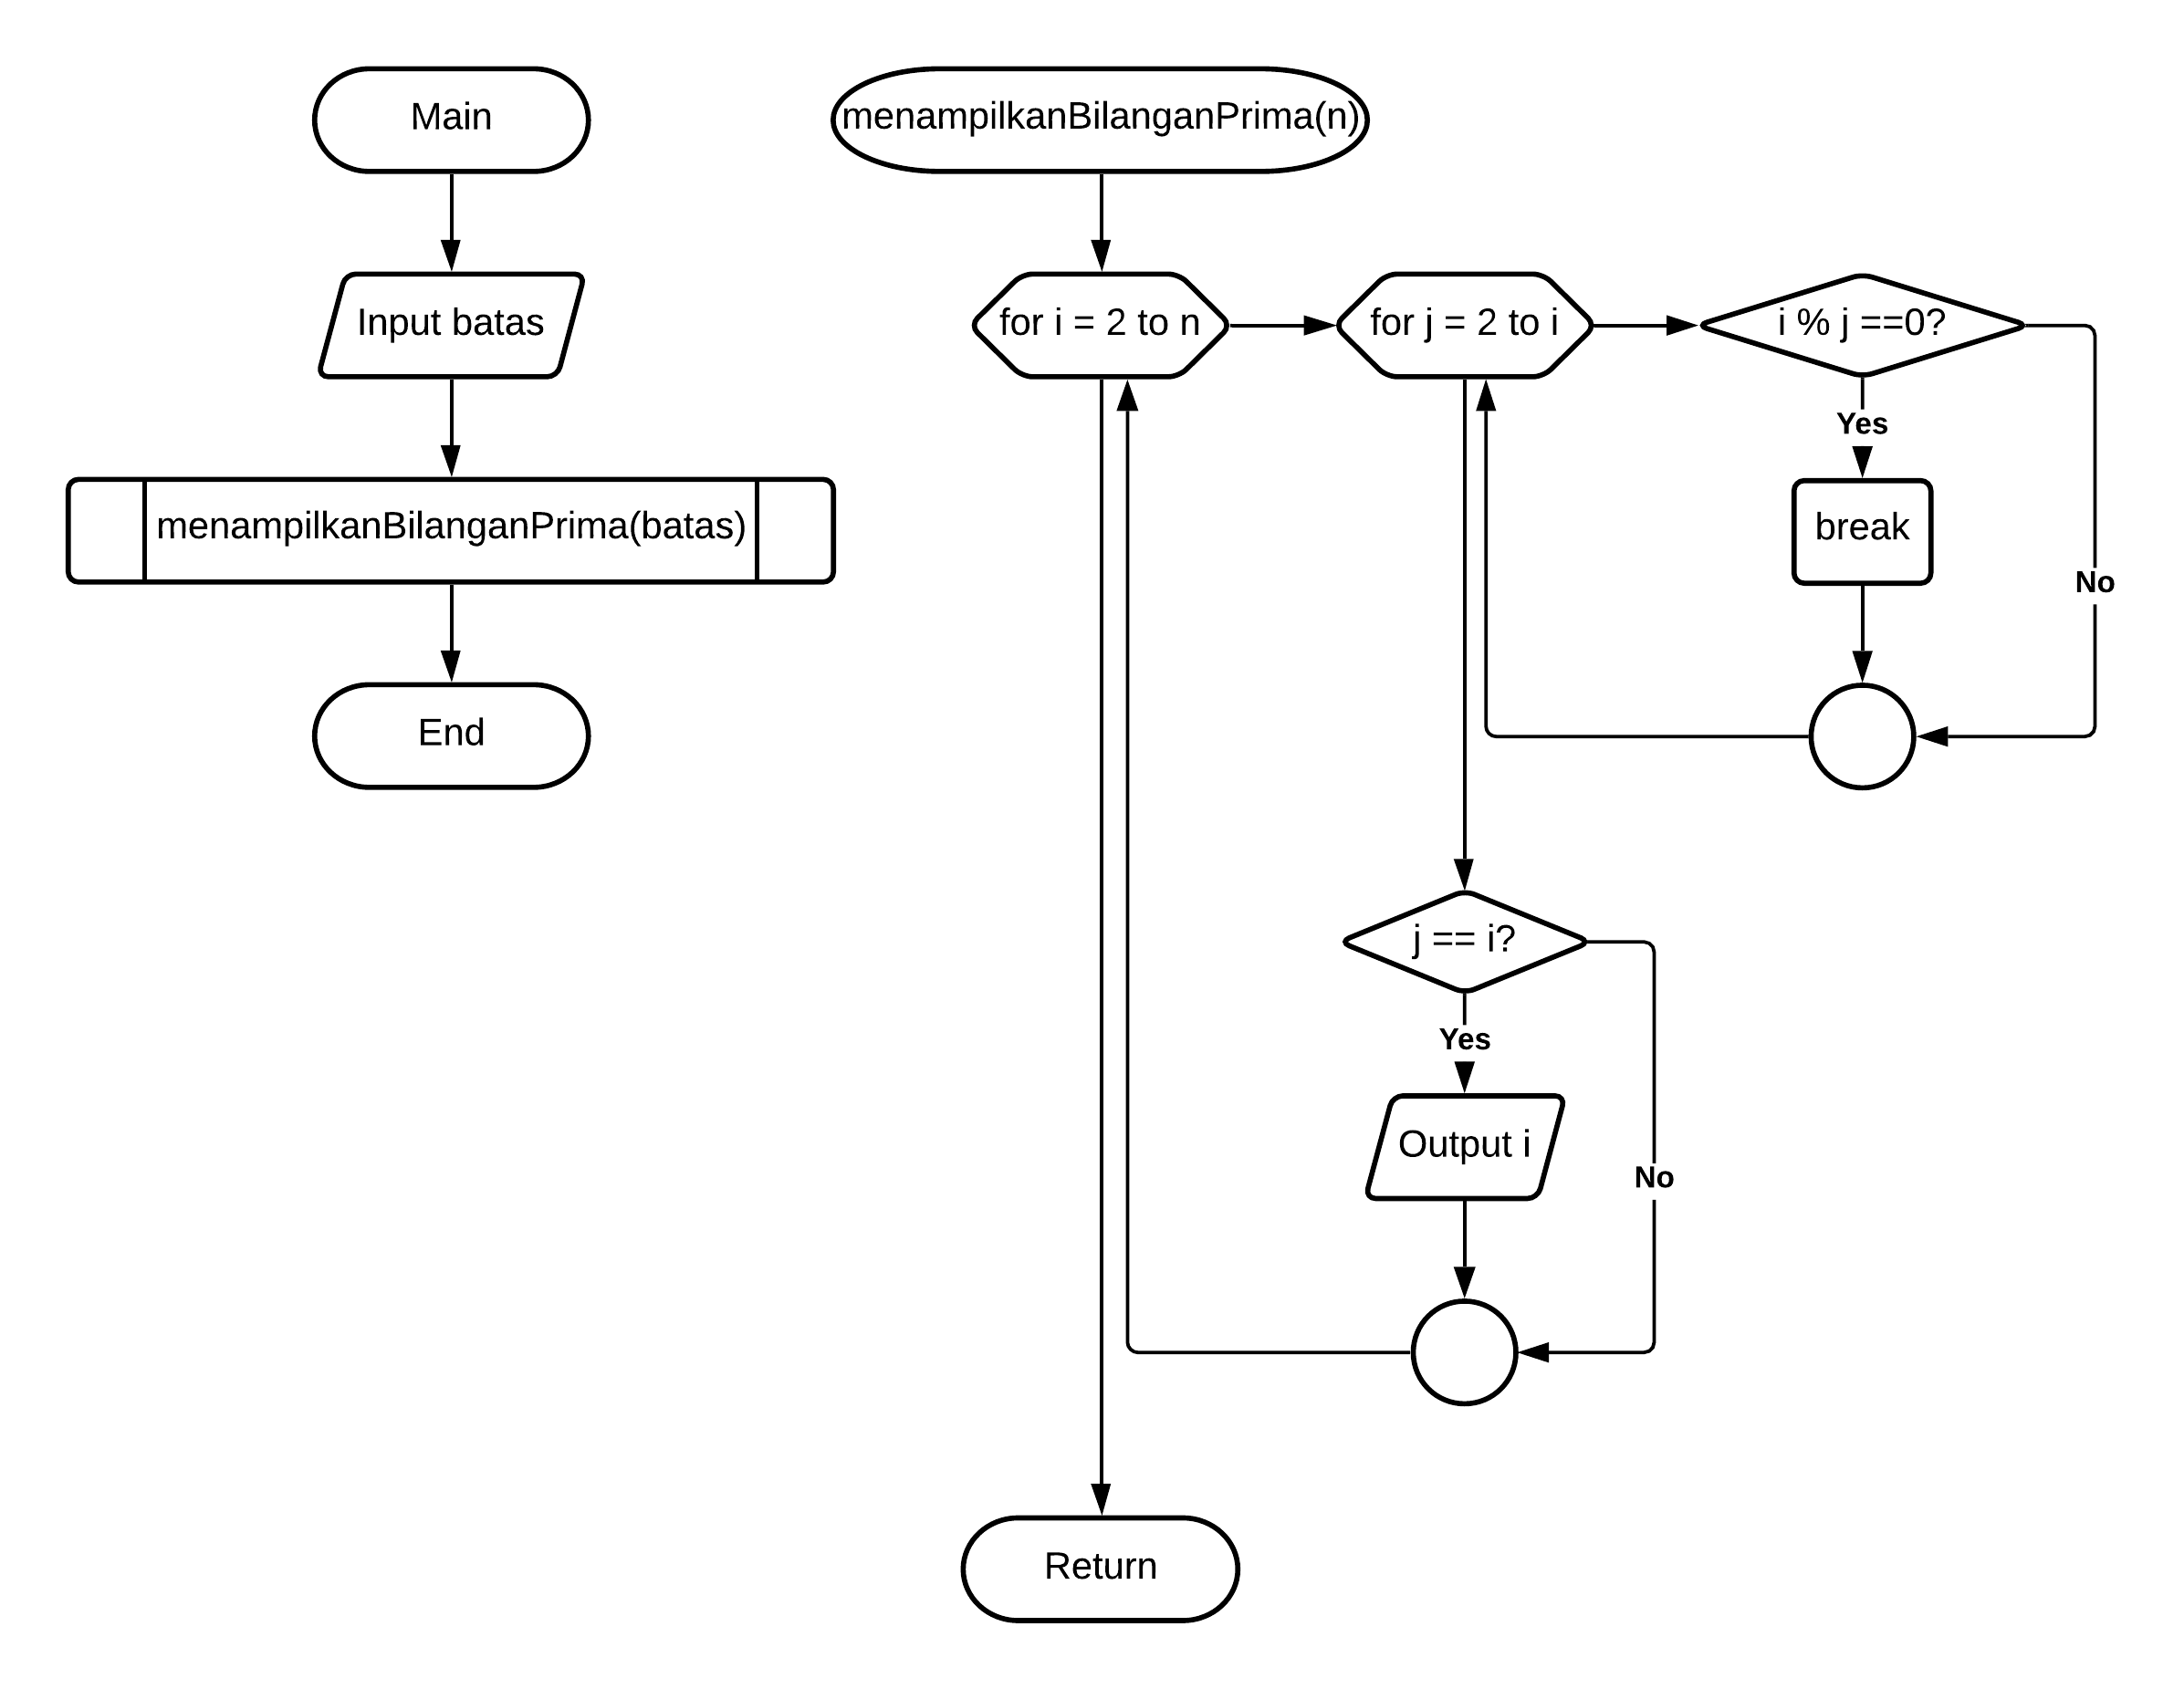 Main
Input batas
menampilkanBilanganPrima(batas)
End
menampilkanBilanganPrima(n)
for i = 2 to n
for j = 2 to i
i % j ==0?
Yes
break
No
j == i?
Yes
Output i
No
Return